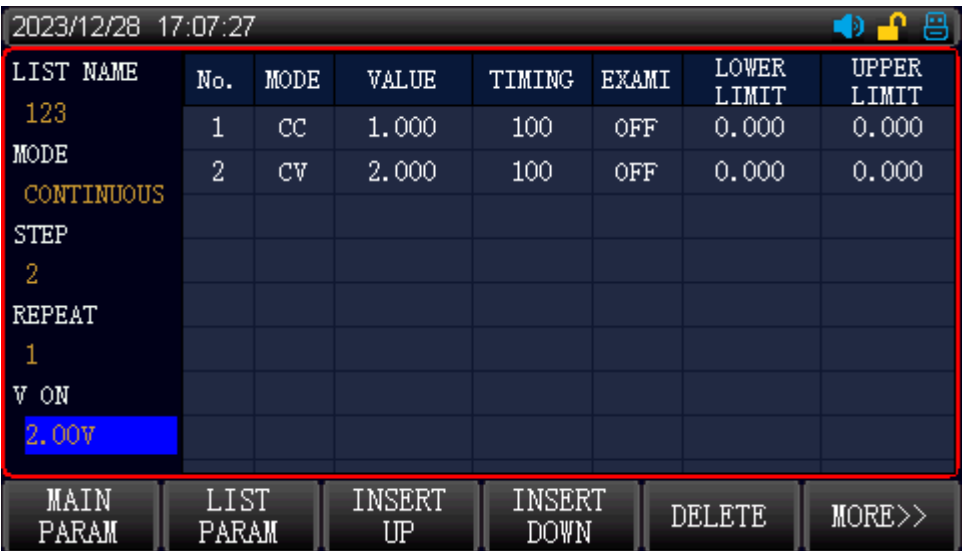 2023/12/28 17:07:27
LIST NAME
123
MODE
CONTINUOUS
STEP
2
REPEAT
1
V ON
2.00V
No. MODE VALUE TIMING EXAMI LOWER LIMIT UPPER LIMIT
1 CC 1.000 100 OFF 0.000 0.000
2 CV 2.000 100 OFF 0.000 0.000
MAIN PARAM
LIST PARAM
INSERT UP
INSERT DOWN
DELETE
MORE>>